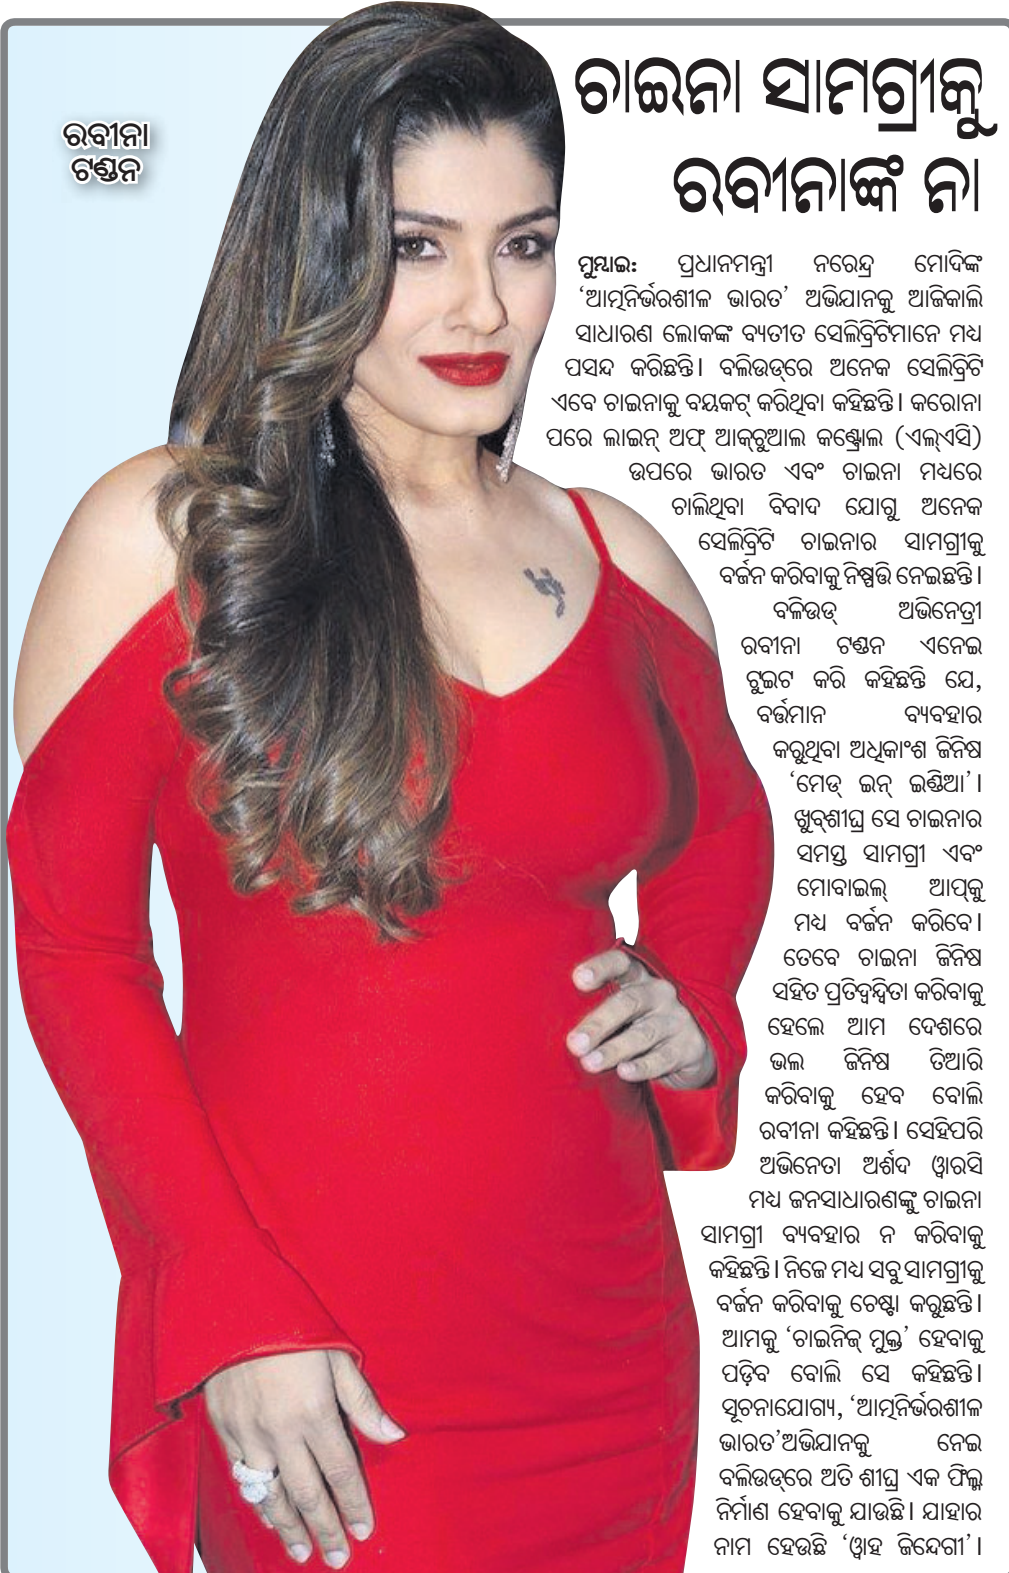 ରବୀନା
ଟଣ୍ଡନ
ଚାଇନା ସାମଗ୍ରୀକୁ
ରବୀନାଙ୍କ ନା
ମୁମ୍ବାଇ: ପ୍ରଧାନମନ୍ତ୍ରୀ ନରେନ୍ଦ୍ର ମୋଦିଙ୍କ
‘ଆତ୍ମନିର୍ଭରଶୀଳ ଭାରତ’ ଅଭିଯାନକୁ ଆଜିକାଲି
ସାଧାରଣ ଲୋକଙ୍କ ବ୍ୟତୀତ ସେଲିବ୍ରିଟିମାନେ ମଧ୍ୟ
ପସନ୍ଦ କରିଛନ୍ତି। ବଲିଉଡ୍‌ରେ ଅନେକ ସେଲିବ୍ରିଟି
ଏବେ ଚାଇନାକୁ ବୟକଟ୍ କରିଥିବା କହିଛନ୍ତି। କରୋନା
ପରେ ଲାଇନ୍ ଅଫ୍ ଆକ୍‌ଚୁଆଲ କଣ୍ଟ୍ରୋଲ (ଏଲ୍ଏସି)
ଉପରେ ଭାରତ ଏବଂ ଚାଇନା ମଧ୍ୟରେ
ଚାଲିଥିବା ବିବାଦ ଯୋଗୁ ଅନେକ
ସେଲିବ୍ରିଟି ଚାଇନାର ସାମଗ୍ରୀକୁ
ବର୍ଜନ କରିବାକୁ ନିଷ୍ପତ୍ତି ନେଇଛନ୍ତି।
ବଳିଉଡ୍ ଅଭିନେତ୍ରୀ
ରବୀନା ଟଣ୍ଡନ ଏନେଇ
ଟୁଇଟ କରି କହିଛନ୍ତି ଯେ,
ବର୍ତ୍ତମାନ ବ୍ୟବହାର
କରୁଥିବା ଅଧିକାଂଶ ଜିନିଷ
‘ମେଡ୍ ଇନ୍ ଇଣ୍ଡିଆ’।
ଖୁବ୍‌ଶୀଘ୍ର ସେ ଚାଇନାର
ସମସ୍ତ ସାମଗ୍ରୀ ଏବଂ
ମୋବାଇଲ୍ ଆପ୍‌କୁ
ମଧ୍ୟ ବର୍ଜନ କରିବେ।
ତେବେ ଚାଇନା ଜିନିଷ
ସହିତ ପ୍ରତିଦ୍ୱନ୍ଦ୍ୱିତା କରିବାକୁ
ହେଲେ ଆମ ଦେଶରେ
ଭଲ ଜିନିଷ ତିଆରି
କରିବାକୁ ହେବ ବୋଲି
ରବୀନା କହିଛନ୍ତି। ସେହିପରି
ଅଭିନେତା ଅର୍ଶଦ ୱାରସି
ମଧ୍ୟ ଜନସାଧାରଣଙ୍କୁ ଚାଇନା
ସାମଗ୍ରୀ ବ୍ୟବହାର ନ କରିବାକୁ
କହିଛନ୍ତି। ନିଜେ ମଧ୍ୟ ସବୁ ସାମଗ୍ରୀକୁ
ବର୍ଜନ କରିବାକୁ ଚେଷ୍ଟା କରୁଛନ୍ତି।
ଆମକୁ ‘ଚାଇନିଜ୍ ମୁକ୍ତ’ ହେବାକୁ
ପଡ଼ିବ ବୋଲି ସେ କହିଛନ୍ତି।
ସୂଚନାଯୋଗ୍ୟ, ‘ଆତ୍ମନିର୍ଭରଶୀଳ
ଭାରତ’ଅଭିଯାନକୁ ନେଇ
ବଲିଉଡ୍‌ରେ ଅତି ଶୀଘ୍ର ଏକ ଫିଲ୍ମ
ନିର୍ମାଣ ହେବାକୁ ଯାଉଛି। ଯାହାର
ନାମ ହେଉଛି ‘ୱାହ ଜିନ୍ଦେଗୀ’।